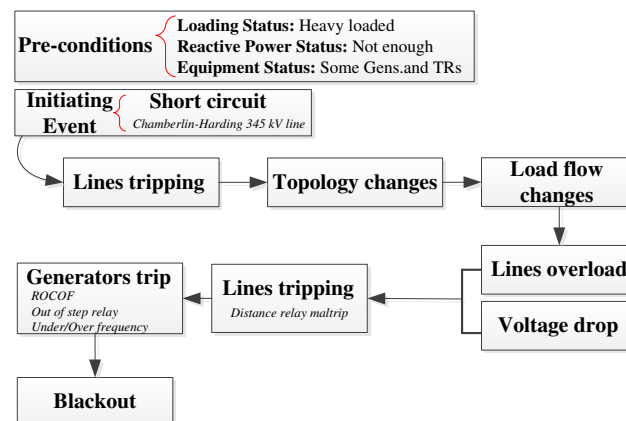 Pre-conditions
Loading Status: Heavy loaded
Reactive Power Status: Not enough
Equipment Status: Some Gens.and TRs
Initiating
Event
Short circuit
Chamberlin-Harding 345 kV line
Lines tripping
Topology changes
Load flow
changes
Lines overload
Voltage drop
Lines tripping
Distance relay maltrip
Generators trip
ROCOF
Out of step relay
Under/Over frequency
Blackout